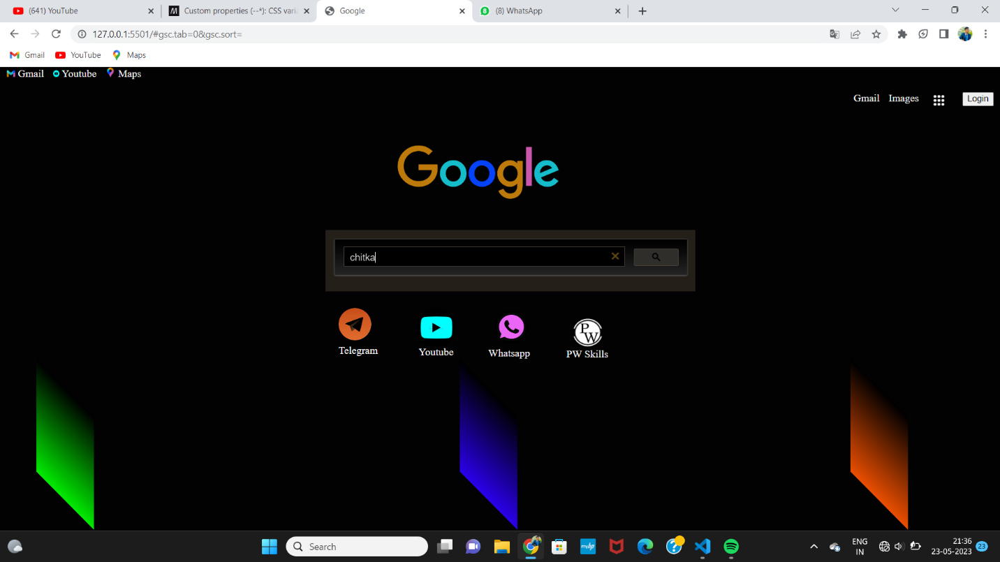 (641) YouTube
Custom properties (--*): CSS vari
Google
(8) WhatsApp
127.0.0.1:5501/#gsc.tab=0&gsc.sort=
Gmail YouTube Maps
Gmail Youtube Maps
Gmail Images Login
Google
chitka
Telegram Youtube Whatsapp PW Skills
Search
ENG
IN
21:36
23-05-2023 23